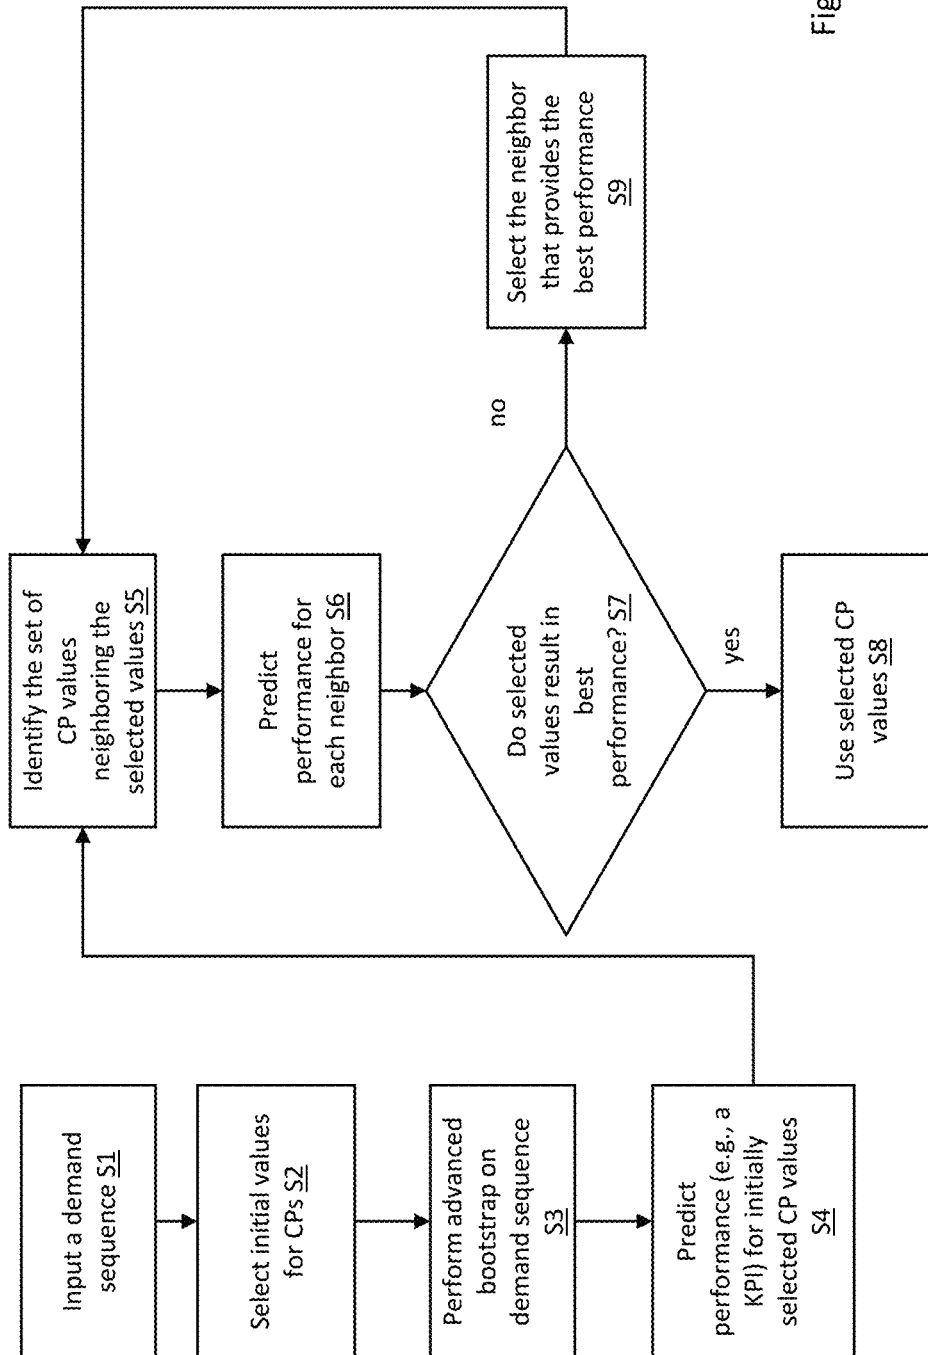 Input a demand
sequence S1
Select initial values
for CPs S2
Perform advanced
bootstrap on
demand sequence
S3
Predict
performance (e.g., a
KPI) for initially
selected CP values
S4
Identify the set of
CP values
neighboring the
selected values S5
Predict
performance for
each neighbor S6
Do selected
values result in
best
performance? S7
yes
Use selected CP
values S8
no
Select the neighbor
that provides the
best performance
S9
Fig